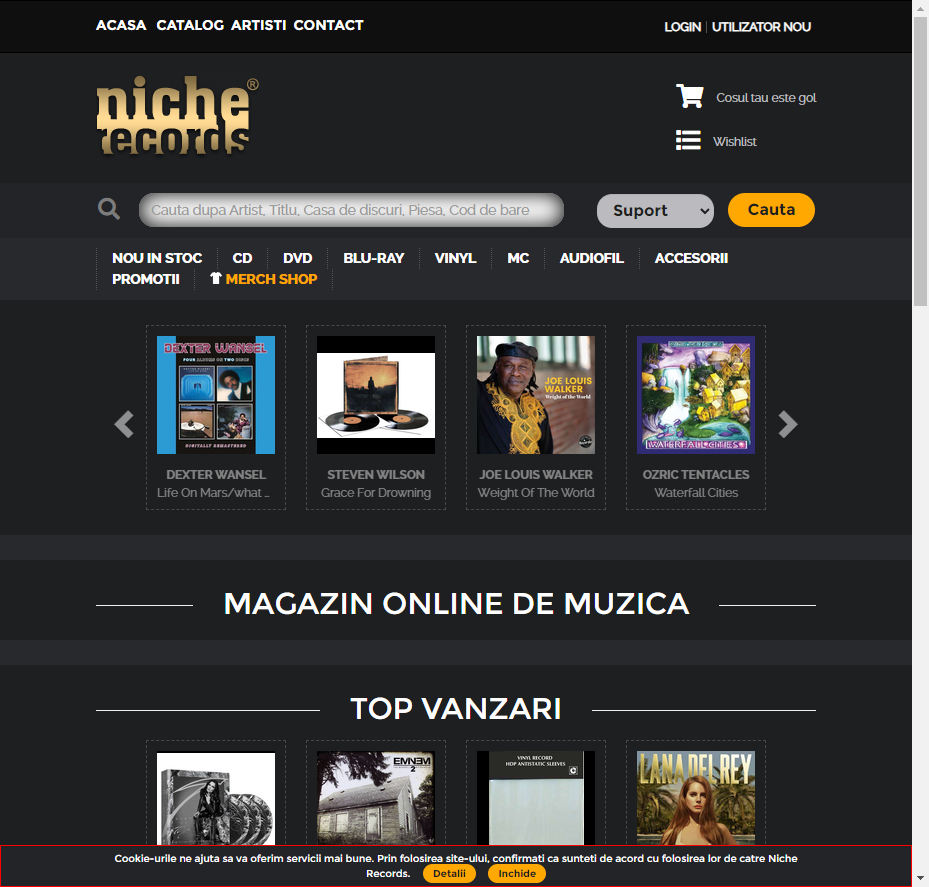 ACASA CATALOG ARTISTI CONTACT
LOGIN UTILIZATOR NOU
niche records ®
Cosul tau este gol
Wishlist
Cauta dupa Artist, Titlu, Casa de discuri, Piesa, Cod de bare
Suport
Cauta
NOU IN STOC CD DVD BLU-RAY VINYL MC AUDIOFIL ACCESORII
PROMOTII MERCH SHOP
DEXTER WANSEL
FOUR ALBUMS ON TWO DISCS
DIGITALLY REMASTERED
JOE LOUIS
WALKER
Weight of the World
WATERFALL CITIES
DEXTER WANSEL
Life On Mars/what ...
STEVEN WILSON
Grace For Drowning
JOE LOUIS WALKER
Weight Of The World
OZRIC TENTACLES
Waterfall Cities
MAGAZIN ONLINE DE MUZICA
TOP VANZARI
EMINEM
2
VINYL RECORD
HDP ANTISTATIC SLEEVES
LANA DEL REY
Cookie-urile ne ajuta sa va oferim servicii mai bune. Prin folosirea site-ului, confirmati ca sunteti de acord cu folosirea lor de catre Niche
Records. Detalii Inchide